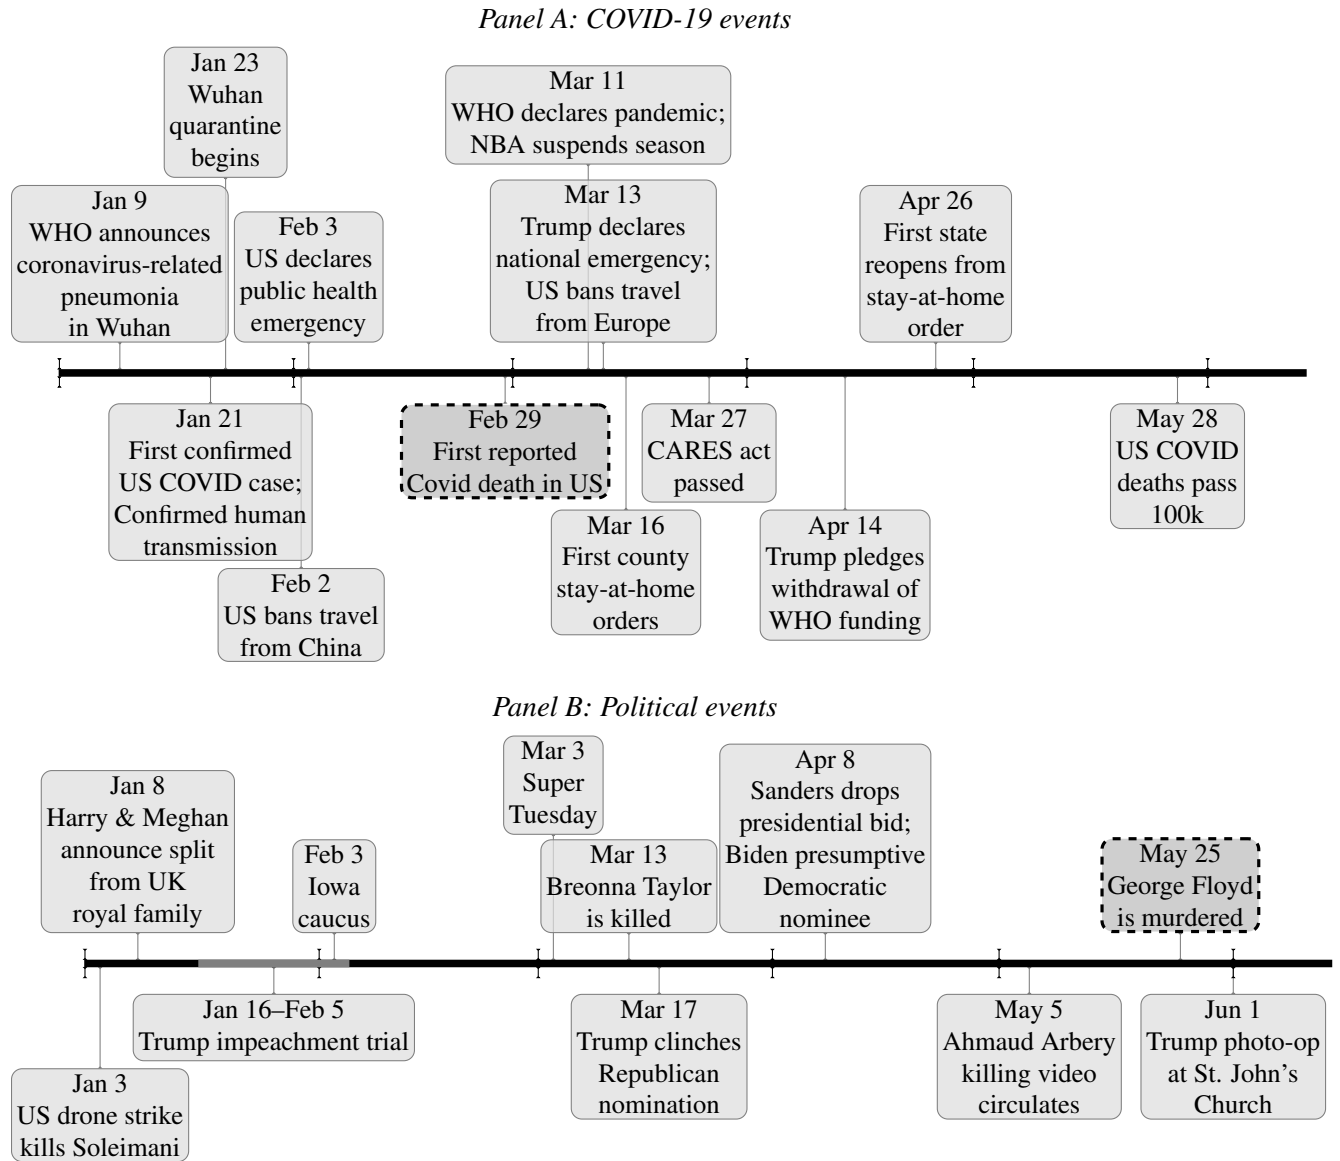 Panel A: COVID-19 events
Jan 23
Wuhan
quarantine
begins
Mar 11
WHO declares pandemic;
NBA suspends season
Jan 9
WHO announces
coronavirus-related
pneumonia
in Wuhan
Feb 3
US declares
public health
emergency
Mar 13
Trump declares
national emergency;
US bans travel
from Europe
Apr 26
First state
reopens from
stay-at-home
order
Jan 21
First confirmed
US COVID case;
Confirmed human
transmission
Feb 2
US bans travel
from China
Feb 29
First reported
Covid death in US
Mar 16
First county
stay-at-home
orders
Mar 27
CARES act
passed
Apr 14
Trump pledges
withdrawal of
WHO funding
May 28
US COVID
deaths pass
100k
Panel B: Political events
Jan 8
Harry & Meghan
announce split
from UK
royal family
Feb 3
Iowa
caucus
Mar 3
Super
Tuesday
Mar 13
Breonna Taylor
is killed
Apr 8
Sanders drops
presidential bid;
Biden presumptive
Democratic
nominee
May 25
George Floyd
is murdered
Jan 3
US drone strike
kills Soleimani
Jan 16–Feb 5
Trump impeachment trial
Mar 17
Trump clinches
Republican
nomination
May 5
Ahmaud Arbery
killing video
circulates
Jun 1
Trump photo-op
at St. John's
Church